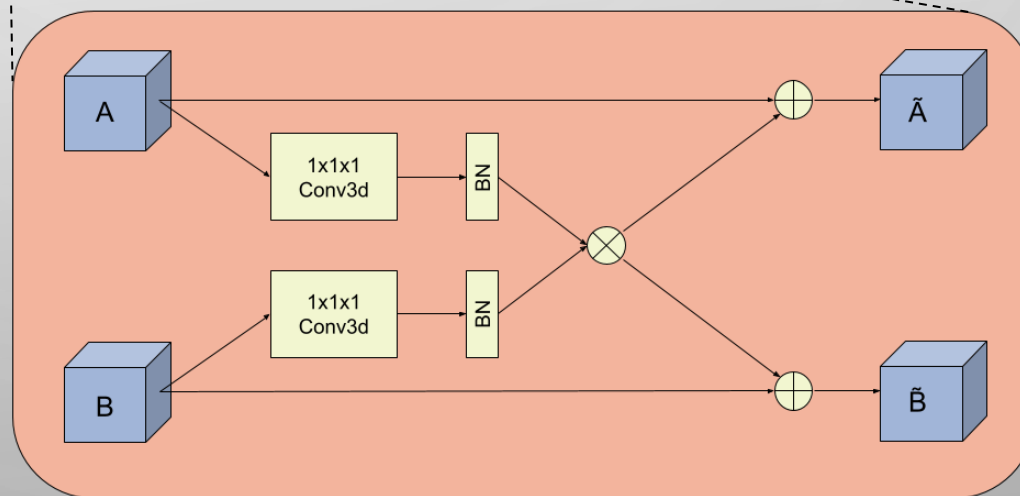 A
Ã
1x1x1
Conv3d
BN
1x1x1
Conv3d
BN
B
B̃